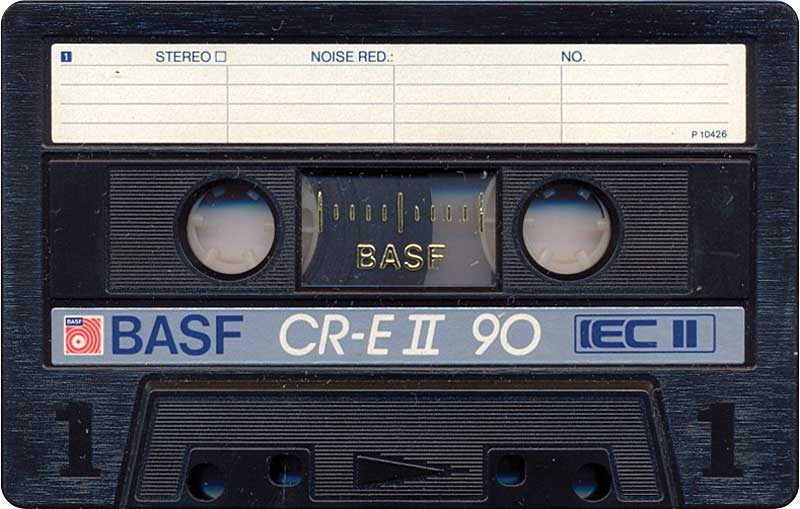 1 STEREO NOISE RED.: NO.
P 10426
BASF
BASF BASF CR-E II 90 IEC II
1 1